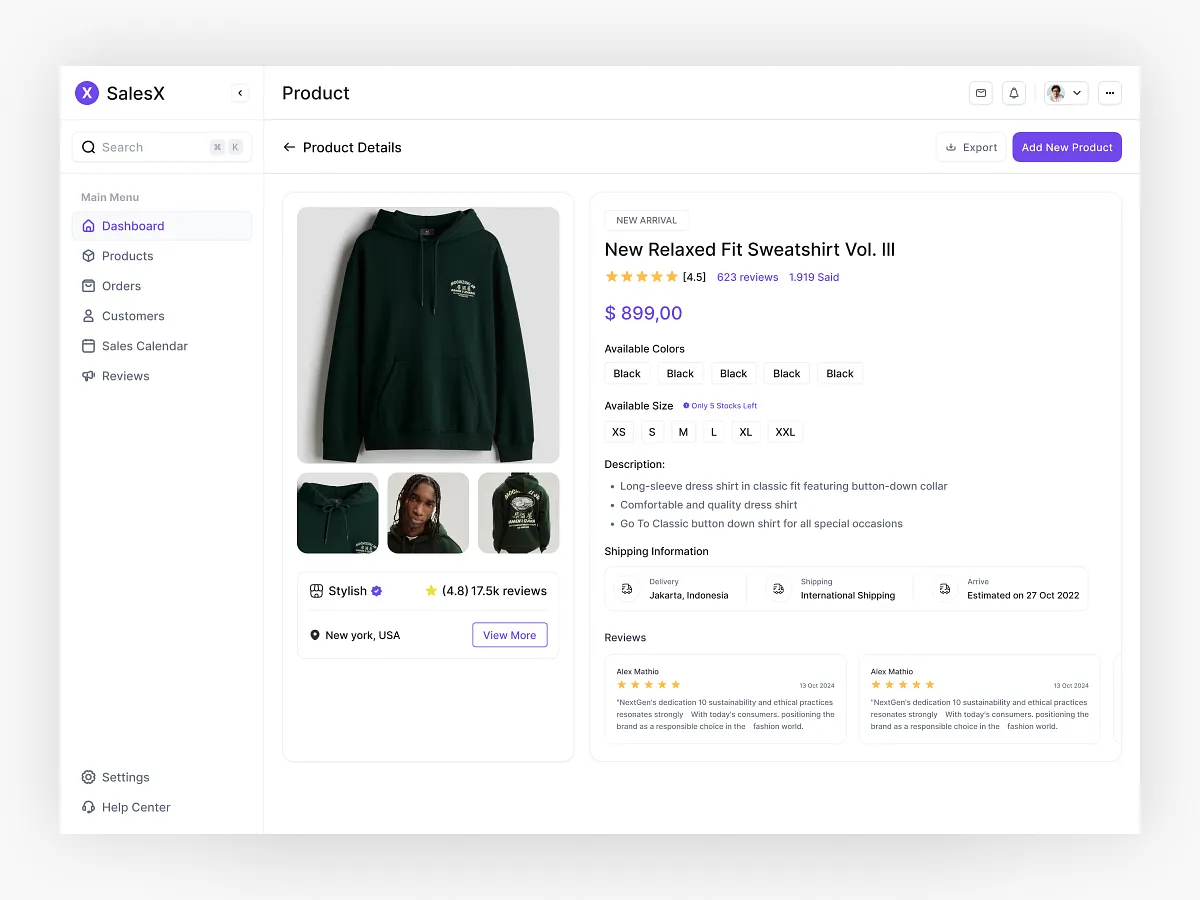 X SalesX
Product
Search ⌘ K
Product Details
Export
Add New Product
Main Menu
Dashboard
Products
Orders
Customers
Sales Calendar
Reviews
Settings
Help Center
Stylish
(4.8) 17.5k reviews
New york, USA
View More
NEW ARRIVAL
New Relaxed Fit Sweatshirt Vol. III
[4.5] 623 reviews 1.919 Said
$ 899,00
Available Colors
Black Black Black Black Black
Available Size Only 5 Stocks Left
XS S M L XL XXL
Description:
• Long-sleeve dress shirt in classic fit featuring button-down collar
• Comfortable and quality dress shirt
• Go To Classic button down shirt for all special occasions
Shipping Information
Delivery
Jakarta, Indonesia
Shipping
International Shipping
Arrive
Estimated on 27 Oct 2022
Reviews
Alex Mathio
13 Oct 2024
"NextGen's dedication 10 sustainability and ethical practices
resonates strongly With today's consumers. positioning the
brand as a responsible choice in the fashion world.
Alex Mathio
13 Oct 2024
"NextGen's dedication 10 sustainability and ethical practices
resonates strongly With today's consumers. positioning the
brand as a responsible choice in the fashion world.